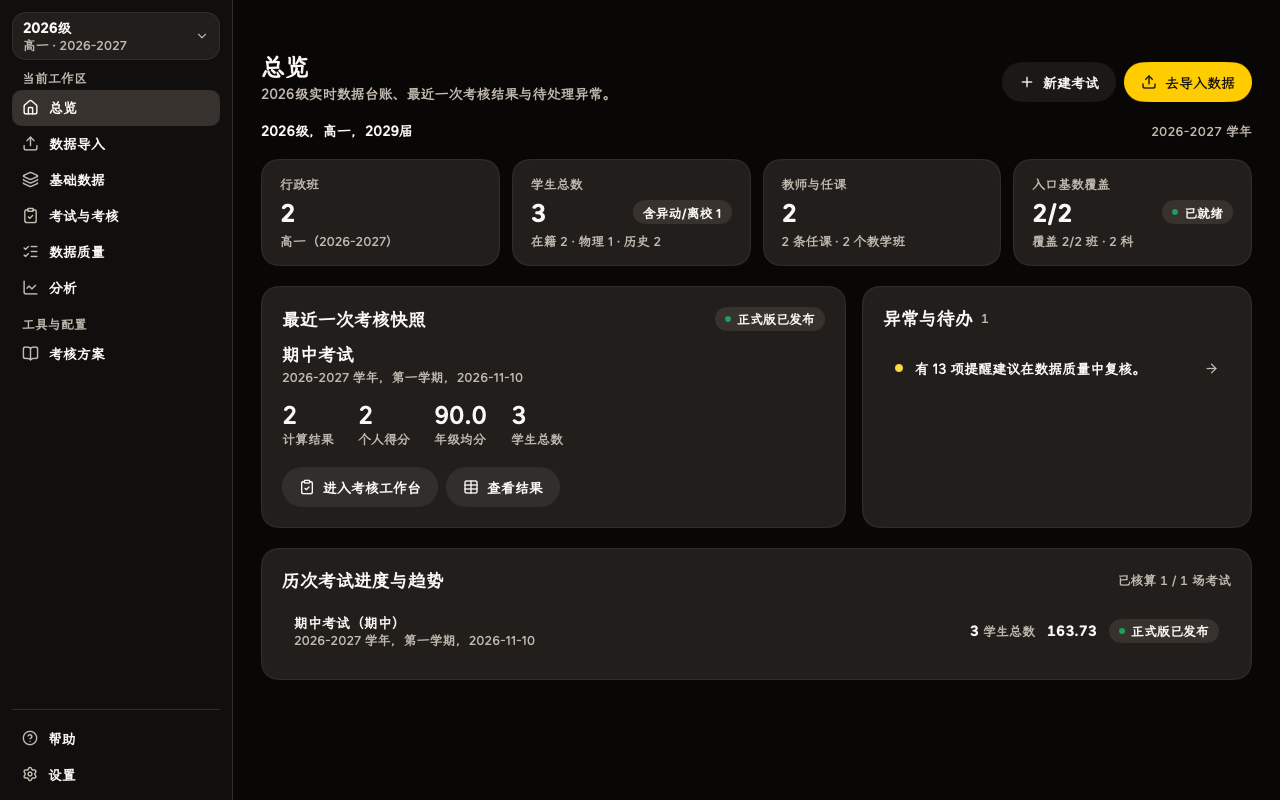 2026级
高一 · 2026-2027
当前工作区
总览
数据导入
基础数据
考试与考核
数据质量
分析
工具与配置
考核方案
帮助
设置
总览
2026级实时数据台账、最近一次考核结果与待处理异常。
新建考试
去导入数据
2026级，高一，2029届
2026-2027 学年
行政班
2
高一（2026-2027）
学生总数
3
含异动/离校 1
在籍 2 · 物理 1 · 历史 2
教师与任课
2
2 条任课 · 2 个教学班
入口基数覆盖
2/2
已就绪
覆盖 2/2 班 · 2 科
最近一次考核快照
正式版已发布
期中考试
2026-2027 学年，第一学期，2026-11-10
2
计算结果
2
个人得分
90.0
年级均分
3
学生总数
进入考核工作台
查看结果
异常与待办 1
有 13 项提醒建议在数据质量中复核。
历次考试进度与趋势
已核算 1 / 1 场考试
期中考试（期中）
2026-2027 学年，第一学期，2026-11-10
3 学生总数 163.73 正式版已发布